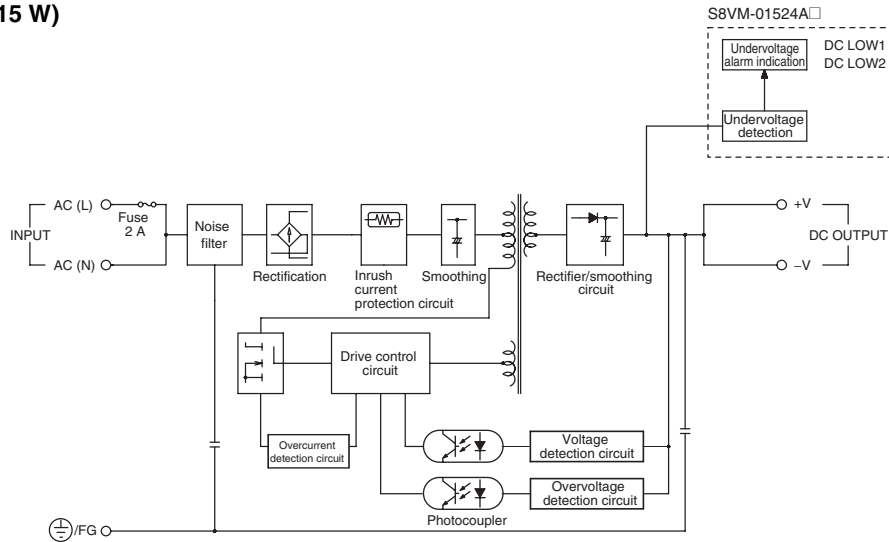 15 W)
S8VM-01524A□
Undervoltage
alarm indication
DC LOW1
DC LOW2
Undervoltage
detection
INPUT
AC (L)
Fuse
2 A
AC (N)
Noise
filter
Rectification
Inrush
current
protection circuit
Smoothing
Rectifier/smoothing
circuit
+V
DC OUTPUT
−V
Drive control
circuit
Overcurrent
detection circuit
Voltage
detection circuit
Overvoltage
detection circuit
Photocoupler
/FG